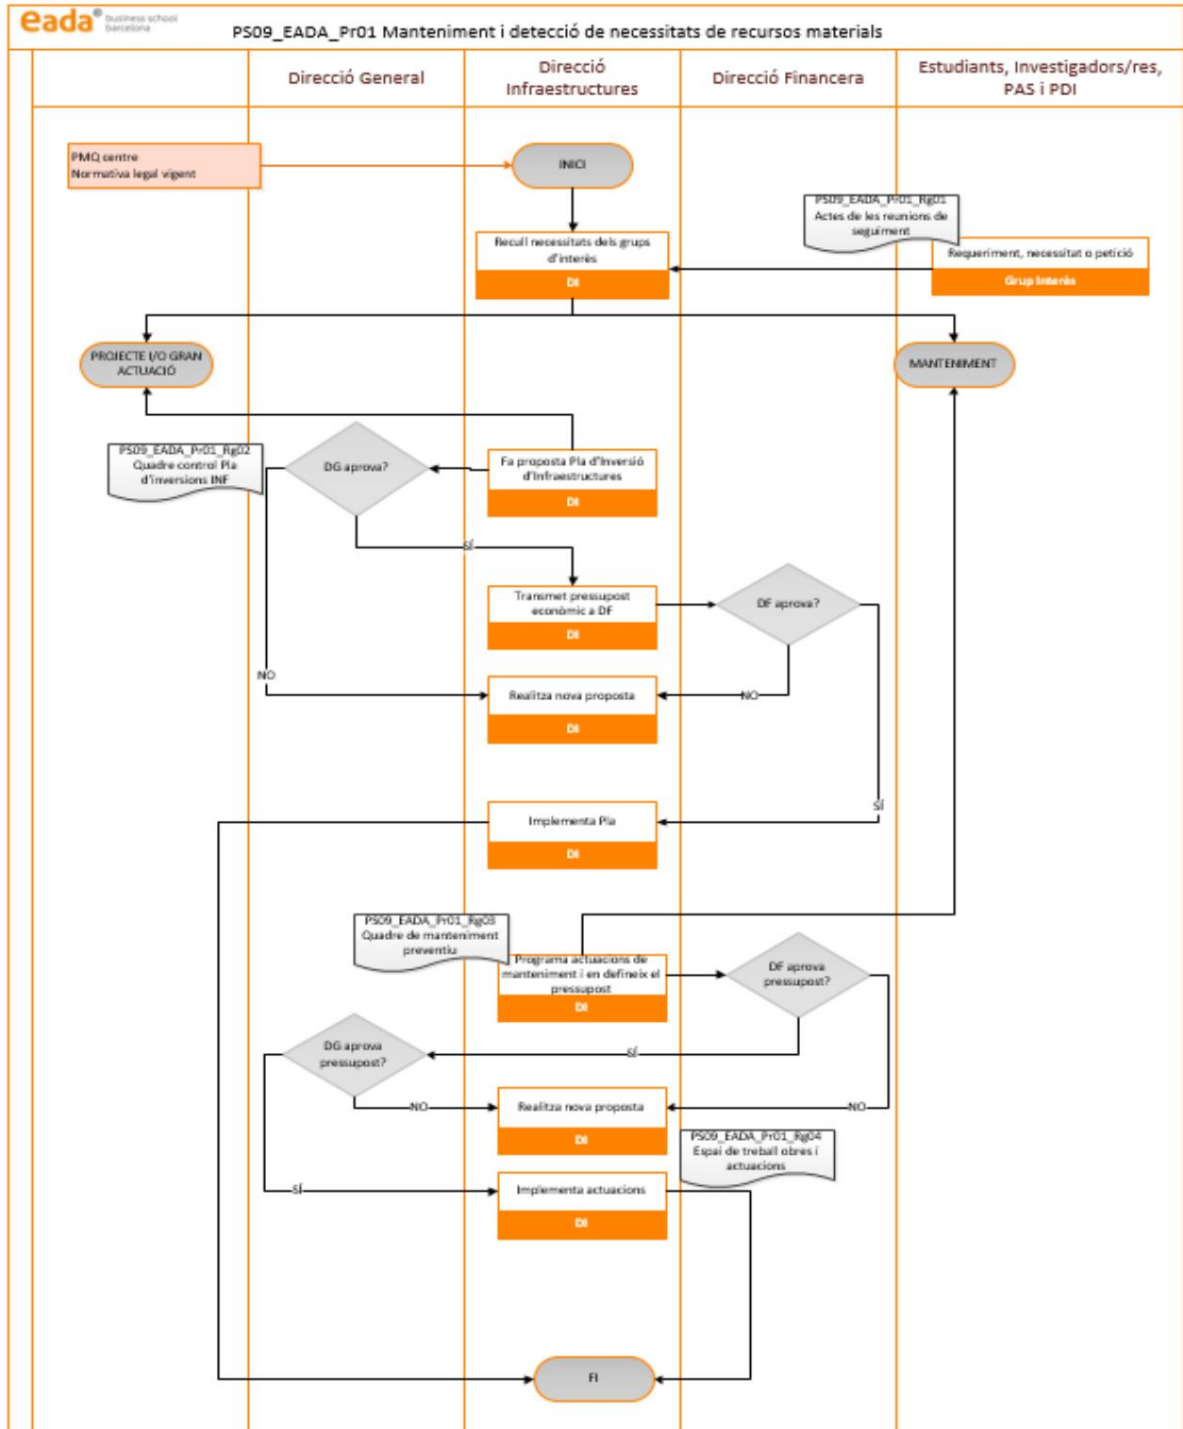 eada® business school
barcelona
PS09_EADA_Pr01 Manteniment i detecció de necessitats de recursos materials
Direcció General
Direcció
Infraestructures
Direcció Financera
Estudiants, Investigadors/res,
PAS i PDI
PMQ centre
Normativa legal vigent
INICI
PS09_EADA_Pr01_Rg01
Actes de les reunions de
seguiment
Recull necessitats dels grups
d'interès
DI
Requeriment, necessitat o petició
Grup Interès
PROJECTE I/O GRAN
ACTUACIÓ
MANTENIMENT
PS09_EADA_Pr01_Rg02
Quadre control Pla
d'inversions INF
DG aprova?
Fa proposta Pla d'Inversió
d'Infraestructures
DI
SÍ
Transmet pressupost
econòmic a DF
DI
DF aprova?
NO
Realitza nova proposta
DI
NO
SÍ
Implementa Pla
DI
PS09_EADA_Pr01_Rg03
Quadre de manteniment
preventiu
Programa actuacions de
manteniment i en defineix el
pressupost
DI
DF aprova
pressupost?
DG aprova
pressupost?
SÍ
NO
Realitza nova proposta
DI
NO
PS09_EADA_Pr01_Rg04
Espai de treball obres i
actuacions
SÍ
Implementa actuacions
DI
FI